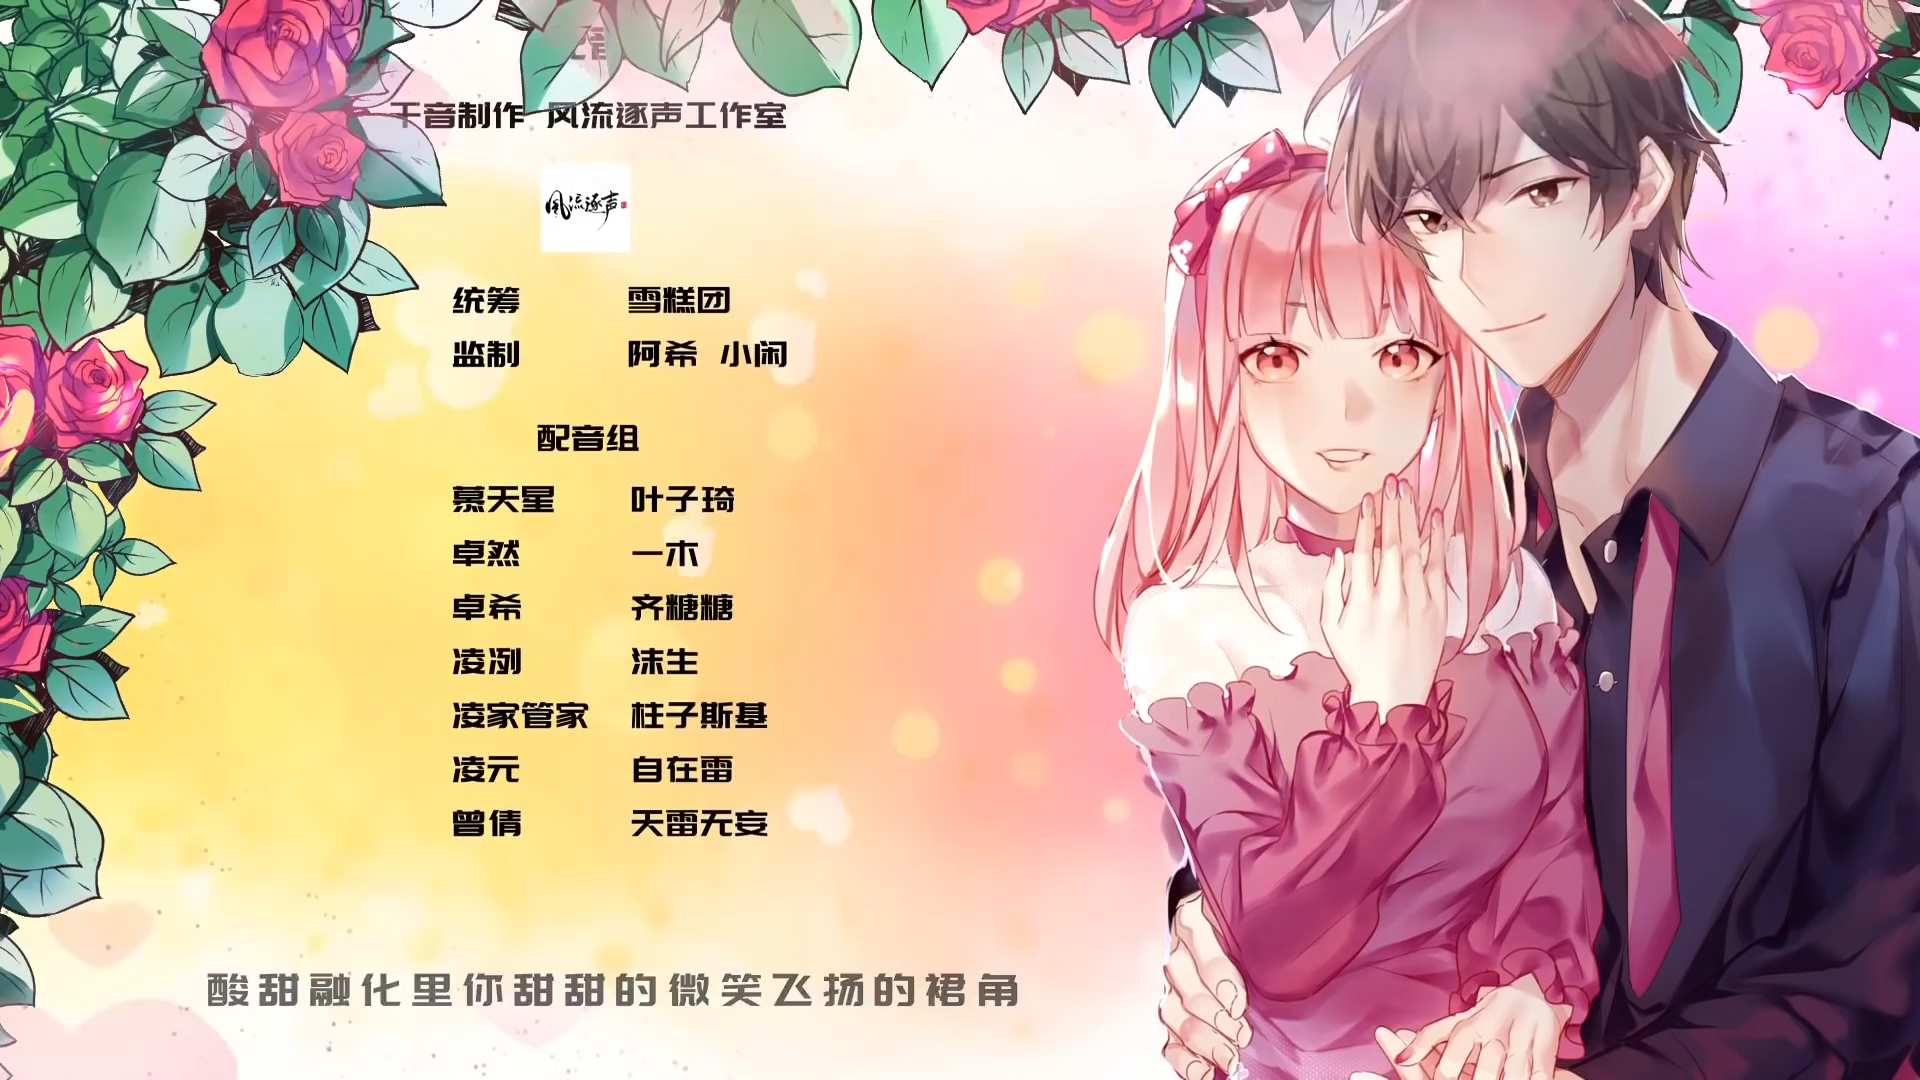 干音制作 风流逐声工作室
风流逐声
统筹 雪糕团
监制 阿希 小闲
配音组
慕天星 叶子琦
卓然 一木
卓希 齐糖糖
凌冽 沫生
凌家管家 柱子斯基
凌元 自在雷
曾倩 天雷无妄
酸甜融化里你甜甜的微笑飞扬的裙角